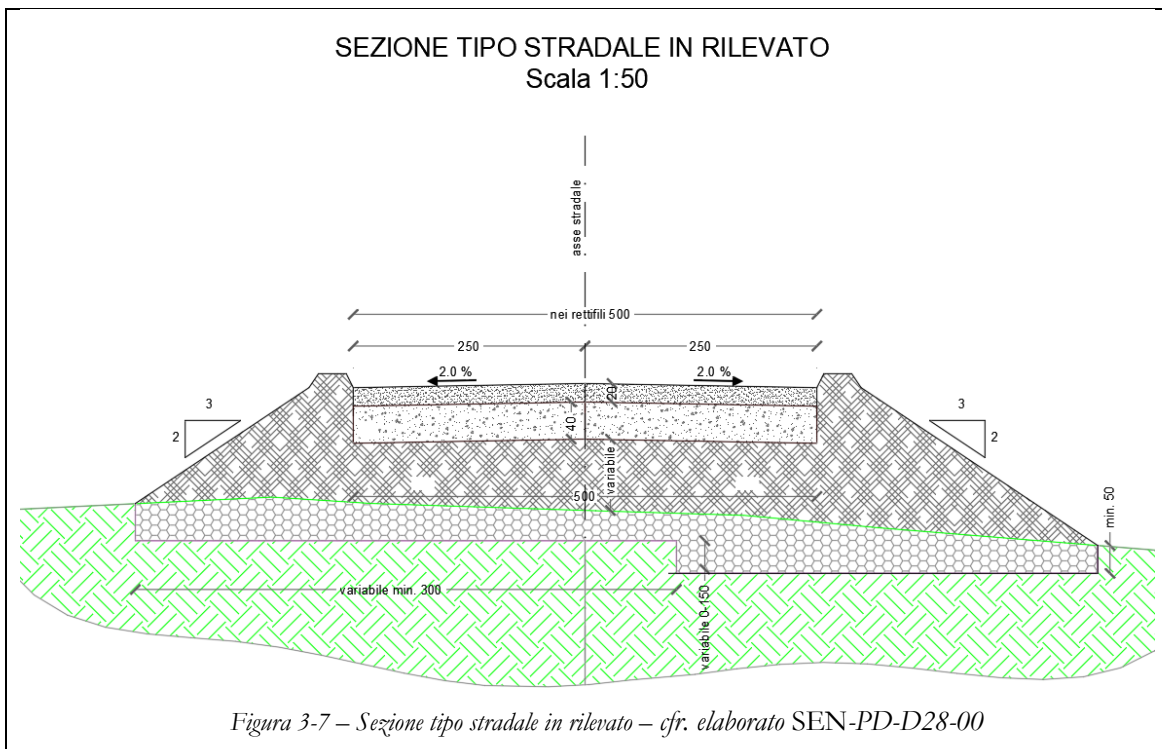 SEZIONE TIPO STRADALE IN RILEVATO
Scala 1:50
asse stradale
nei rettifili 500
250
250
2.0 %
2.0 %
20
3
2
3
2
40
variabile
500
min. 50
variabile min. 300
variabile 0-150
Figura 3-7 – Sezione tipo stradale in rilevato – cfr. elaborato SEN-PD-D28-00